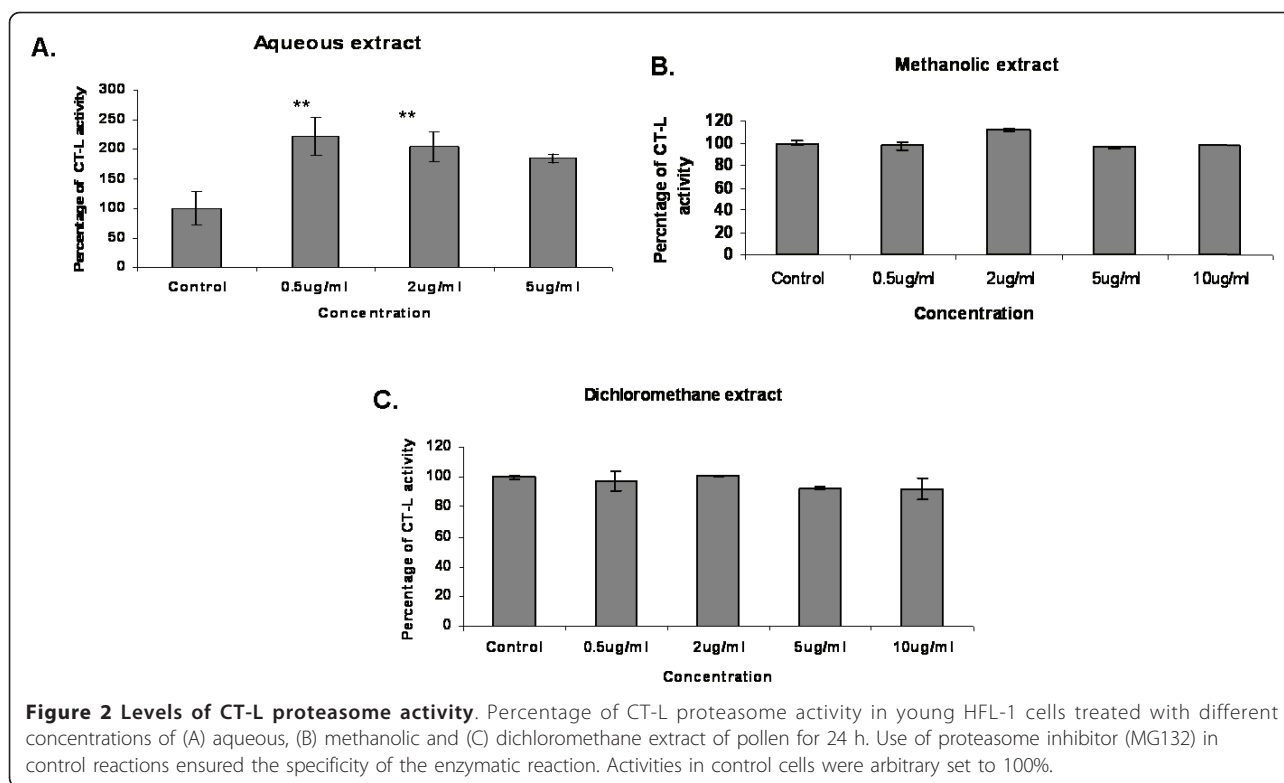 A.
Aqueous extract
Percentage of CT-L activity
300
250
200
150
100
50
0
**
**
Control
0.5ug/ml
2ug/ml
5ug/ml
Concentration
B.
Methanolic extract
Percntage of CT-L
activity
120
100
80
60
40
20
0
Control
0.5ug/ml
2ug/ml
5ug/ml
10ug/ml
Concentration
C.
Dichloromethane extract
Percentage of CT-L activity
120
100
80
60
40
20
0
Control
0.5ug/ml
2ug/ml
5ug/ml
10ug/ml
Concentration
Figure 2 Levels of CT-L proteasome activity. Percentage of CT-L proteasome activity in young HFL-1 cells treated with different
concentrations of (A) aqueous, (B) methanolic and (C) dichloromethane extract of pollen for 24 h. Use of proteasome inhibitor (MG132) in
control reactions ensured the specificity of the enzymatic reaction. Activities in control cells were arbitrary set to 100%.